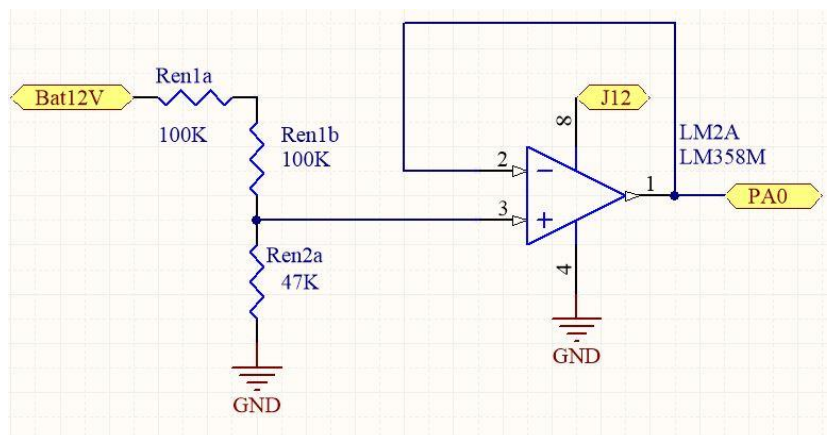 Ren1a
Bat12V
100K
Ren1b
100K
Ren2a
47K
GND
J12
8
LM2A
LM358M
2
1
3
PA0
4
GND